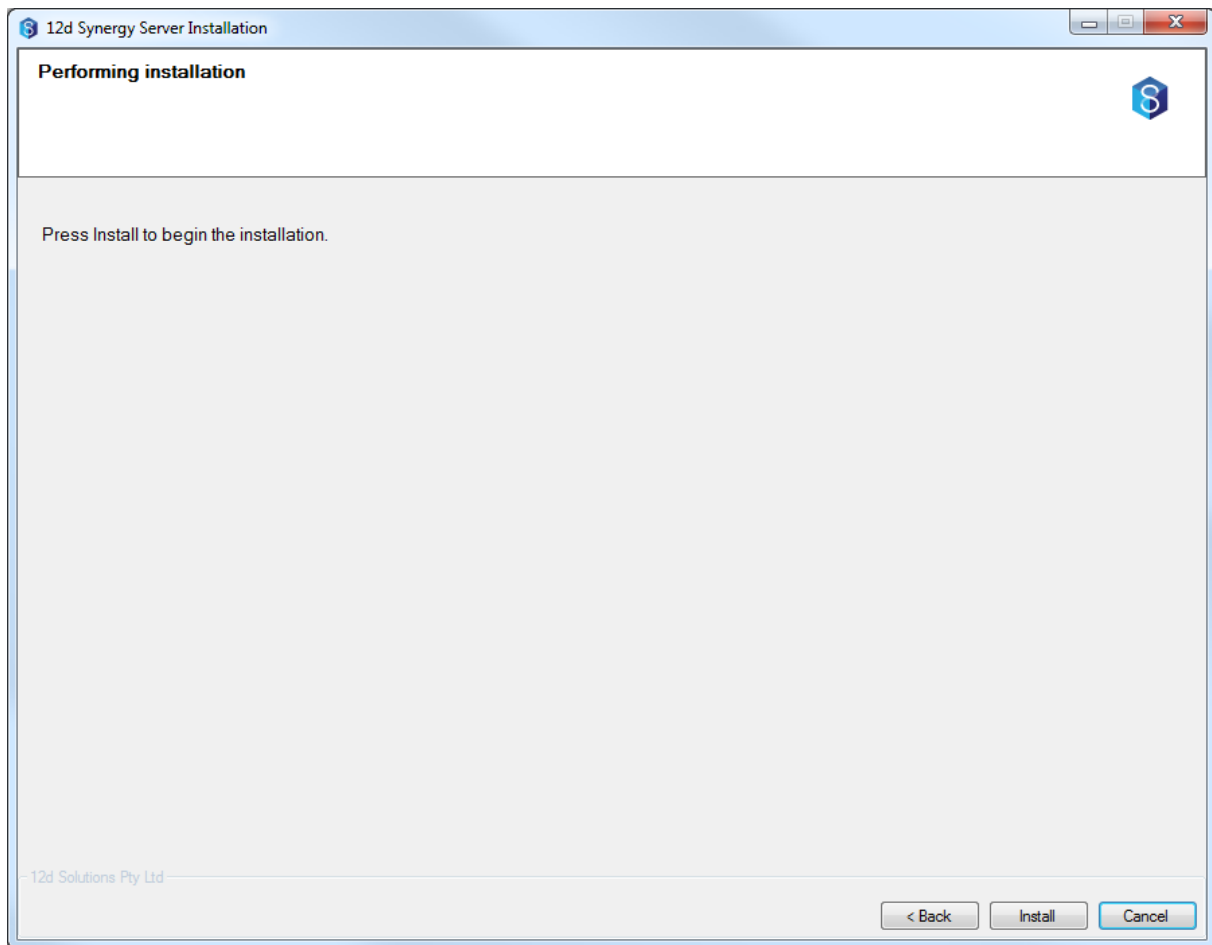 12d Synergy Server Installation
Performing installation
Press Install to begin the installation.
12d Solutions Pty Ltd
< Back Install Cancel